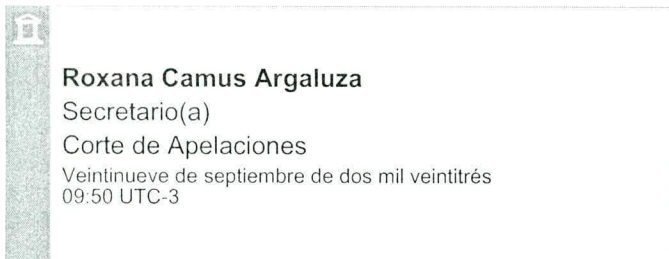 Roxana Camus Argaluza
Secretario(a)
Corte de Apelaciones
Veintinueve de septiembre de dos mil veintitrés
09:50 UTC-3